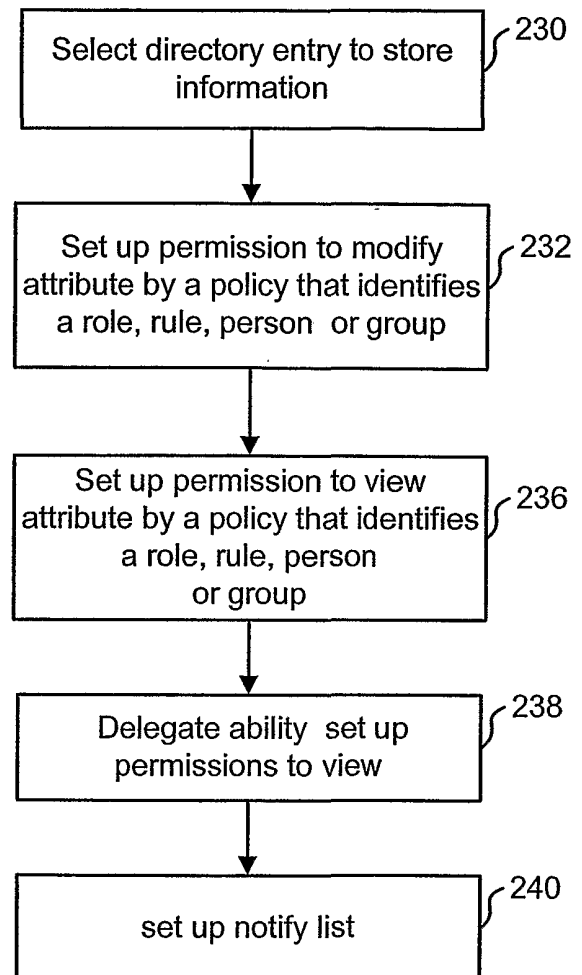 Select directory entry to store
information
230
Set up permission to modify
attribute by a policy that identifies
a role, rule, person or group
232
Set up permission to view
attribute by a policy that identifies
a role, rule, person
or group
236
Delegate ability set up
permissions to view
238
set up notify list
240